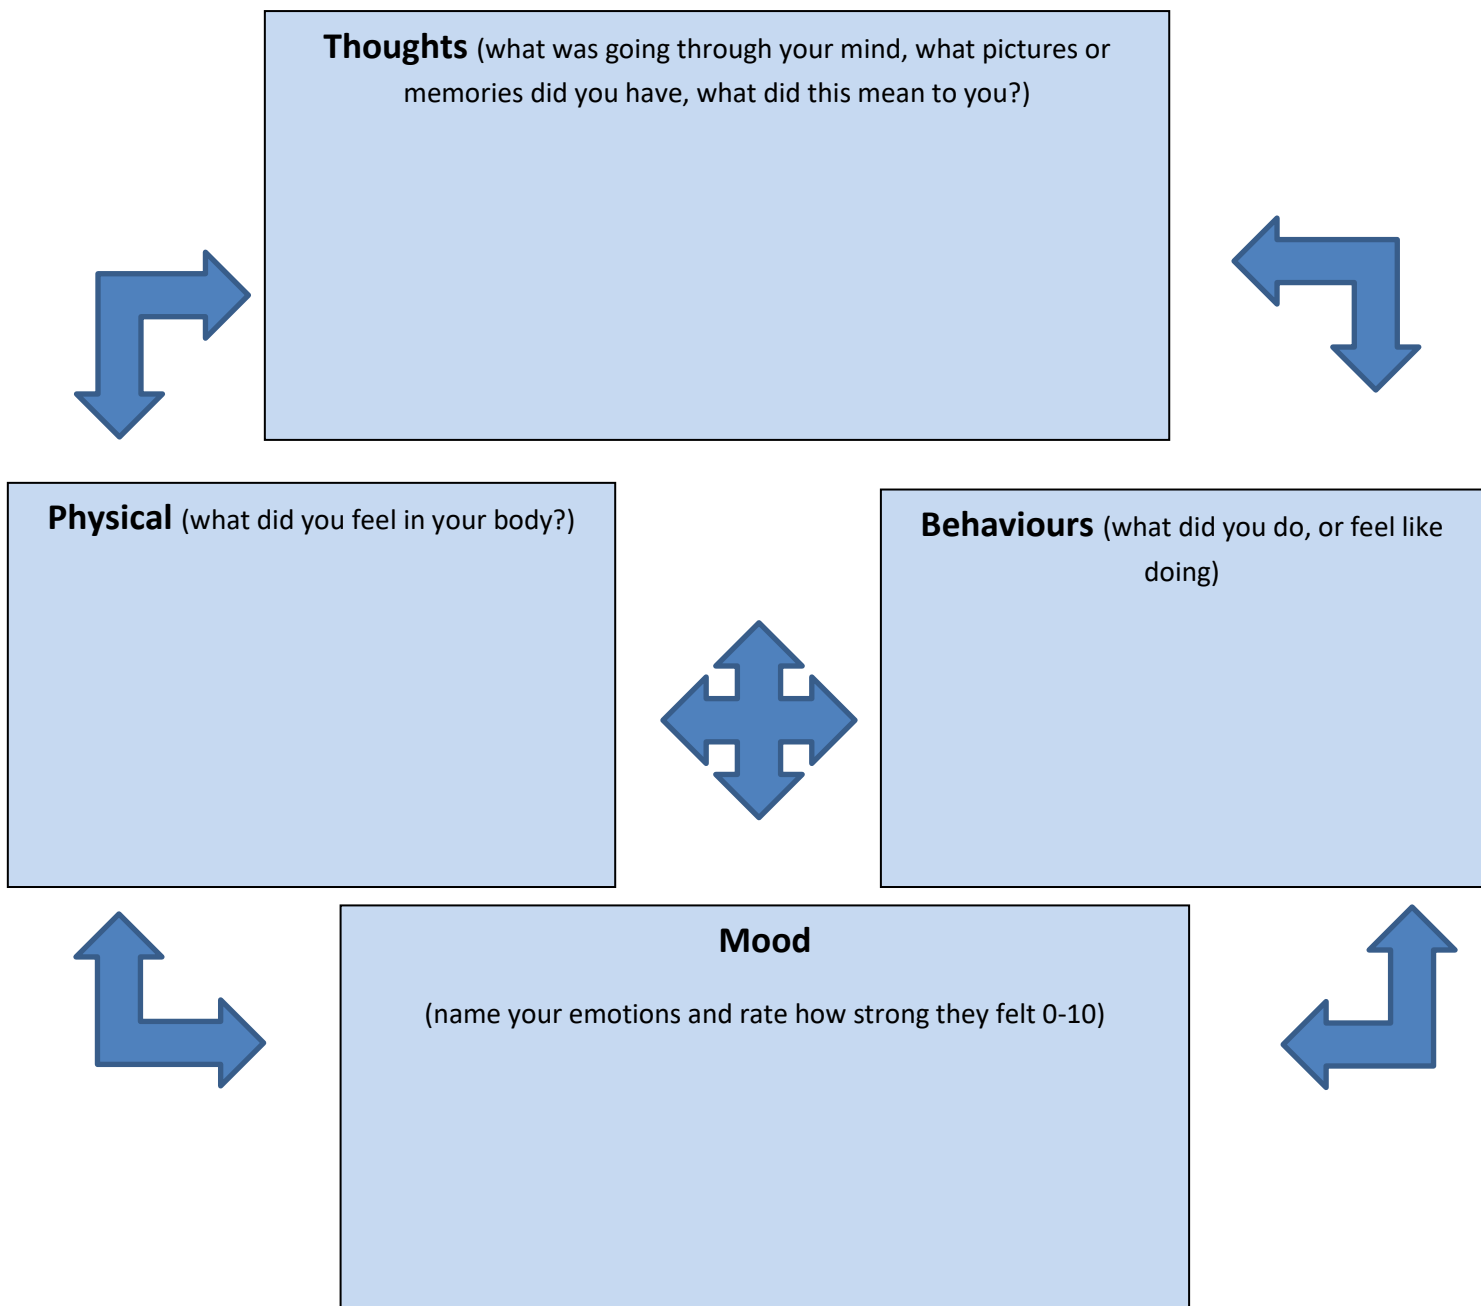 Thoughts (what was going through your mind, what pictures or
memories did you have, what did this mean to you?)
Physical (what did you feel in your body?)
Behaviours (what did you do, or feel like
doing)
Mood
(name your emotions and rate how strong they felt 0-10)